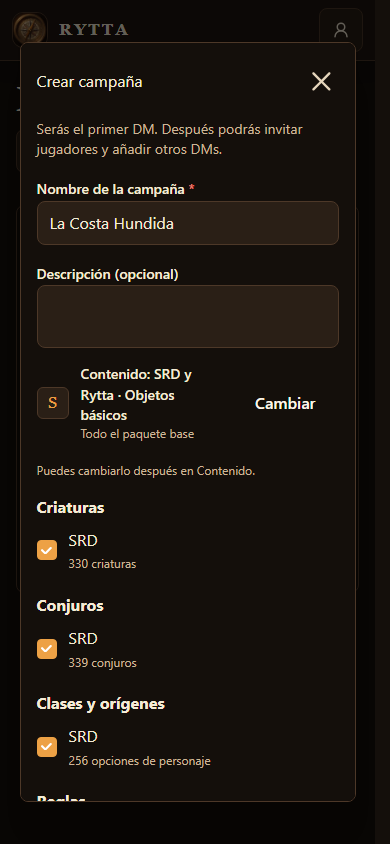 RYTTA
Crear campaña
Serás el primer DM. Después podrás invitar
jugadores y añadir otros DMs.
Nombre de la campaña *
La Costa Hundida
Descripción (opcional)
S
Contenido: SRD y
Rytta · Objetos
básicos
Todo el paquete base
Cambiar
Puedes cambiarlo después en Contenido.
Criaturas
SRD
330 criaturas
Conjuros
SRD
339 conjuros
Clases y orígenes
SRD
256 opciones de personaje
Reglas